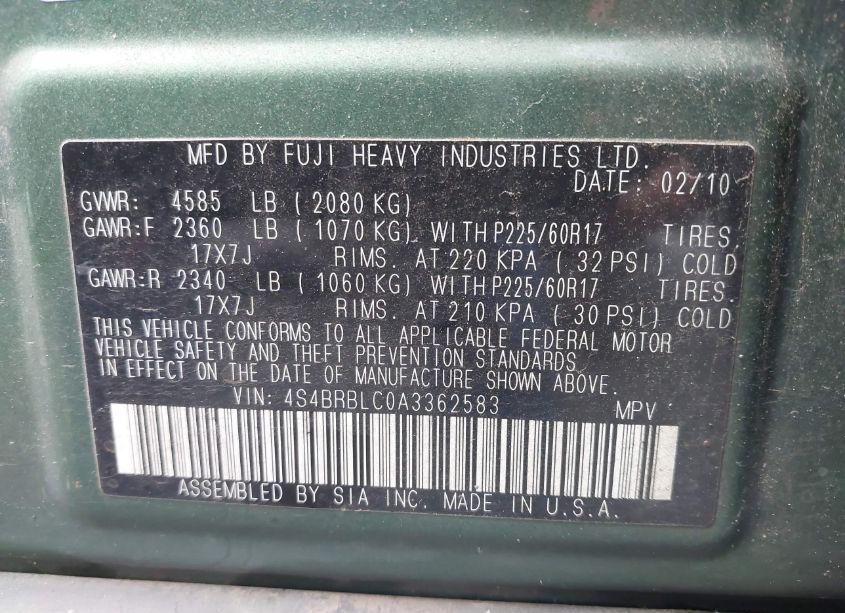 MFD BY FUJI HEAVY INDUSTRIES LTD.
DATE: 02/10
GVWR: 4585 LB ( 2080 KG)
GAWR:F 2360 LB ( 1070 KG) WITH P225/60R17 TIRES.
17X7J RIMS. AT 220 KPA ( 32 PSI) COLD
GAWR:R 2340 LB ( 1060 KG) WITH P225/60R17 TIRES.
17X7J RIMS. AT 210 KPA ( 30 PSI) COLD
THIS VEHICLE CONFORMS TO ALL APPLICABLE FEDERAL MOTOR
VEHICLE SAFETY AND THEFT PREVENTION STANDARDS
IN EFFECT ON THE DATE OF MANUFACTURE SHOWN ABOVE.
VIN: 4S4BRBLC0A3362583 MPV
ASSEMBLED BY SIA INC. MADE IN U.S.A.